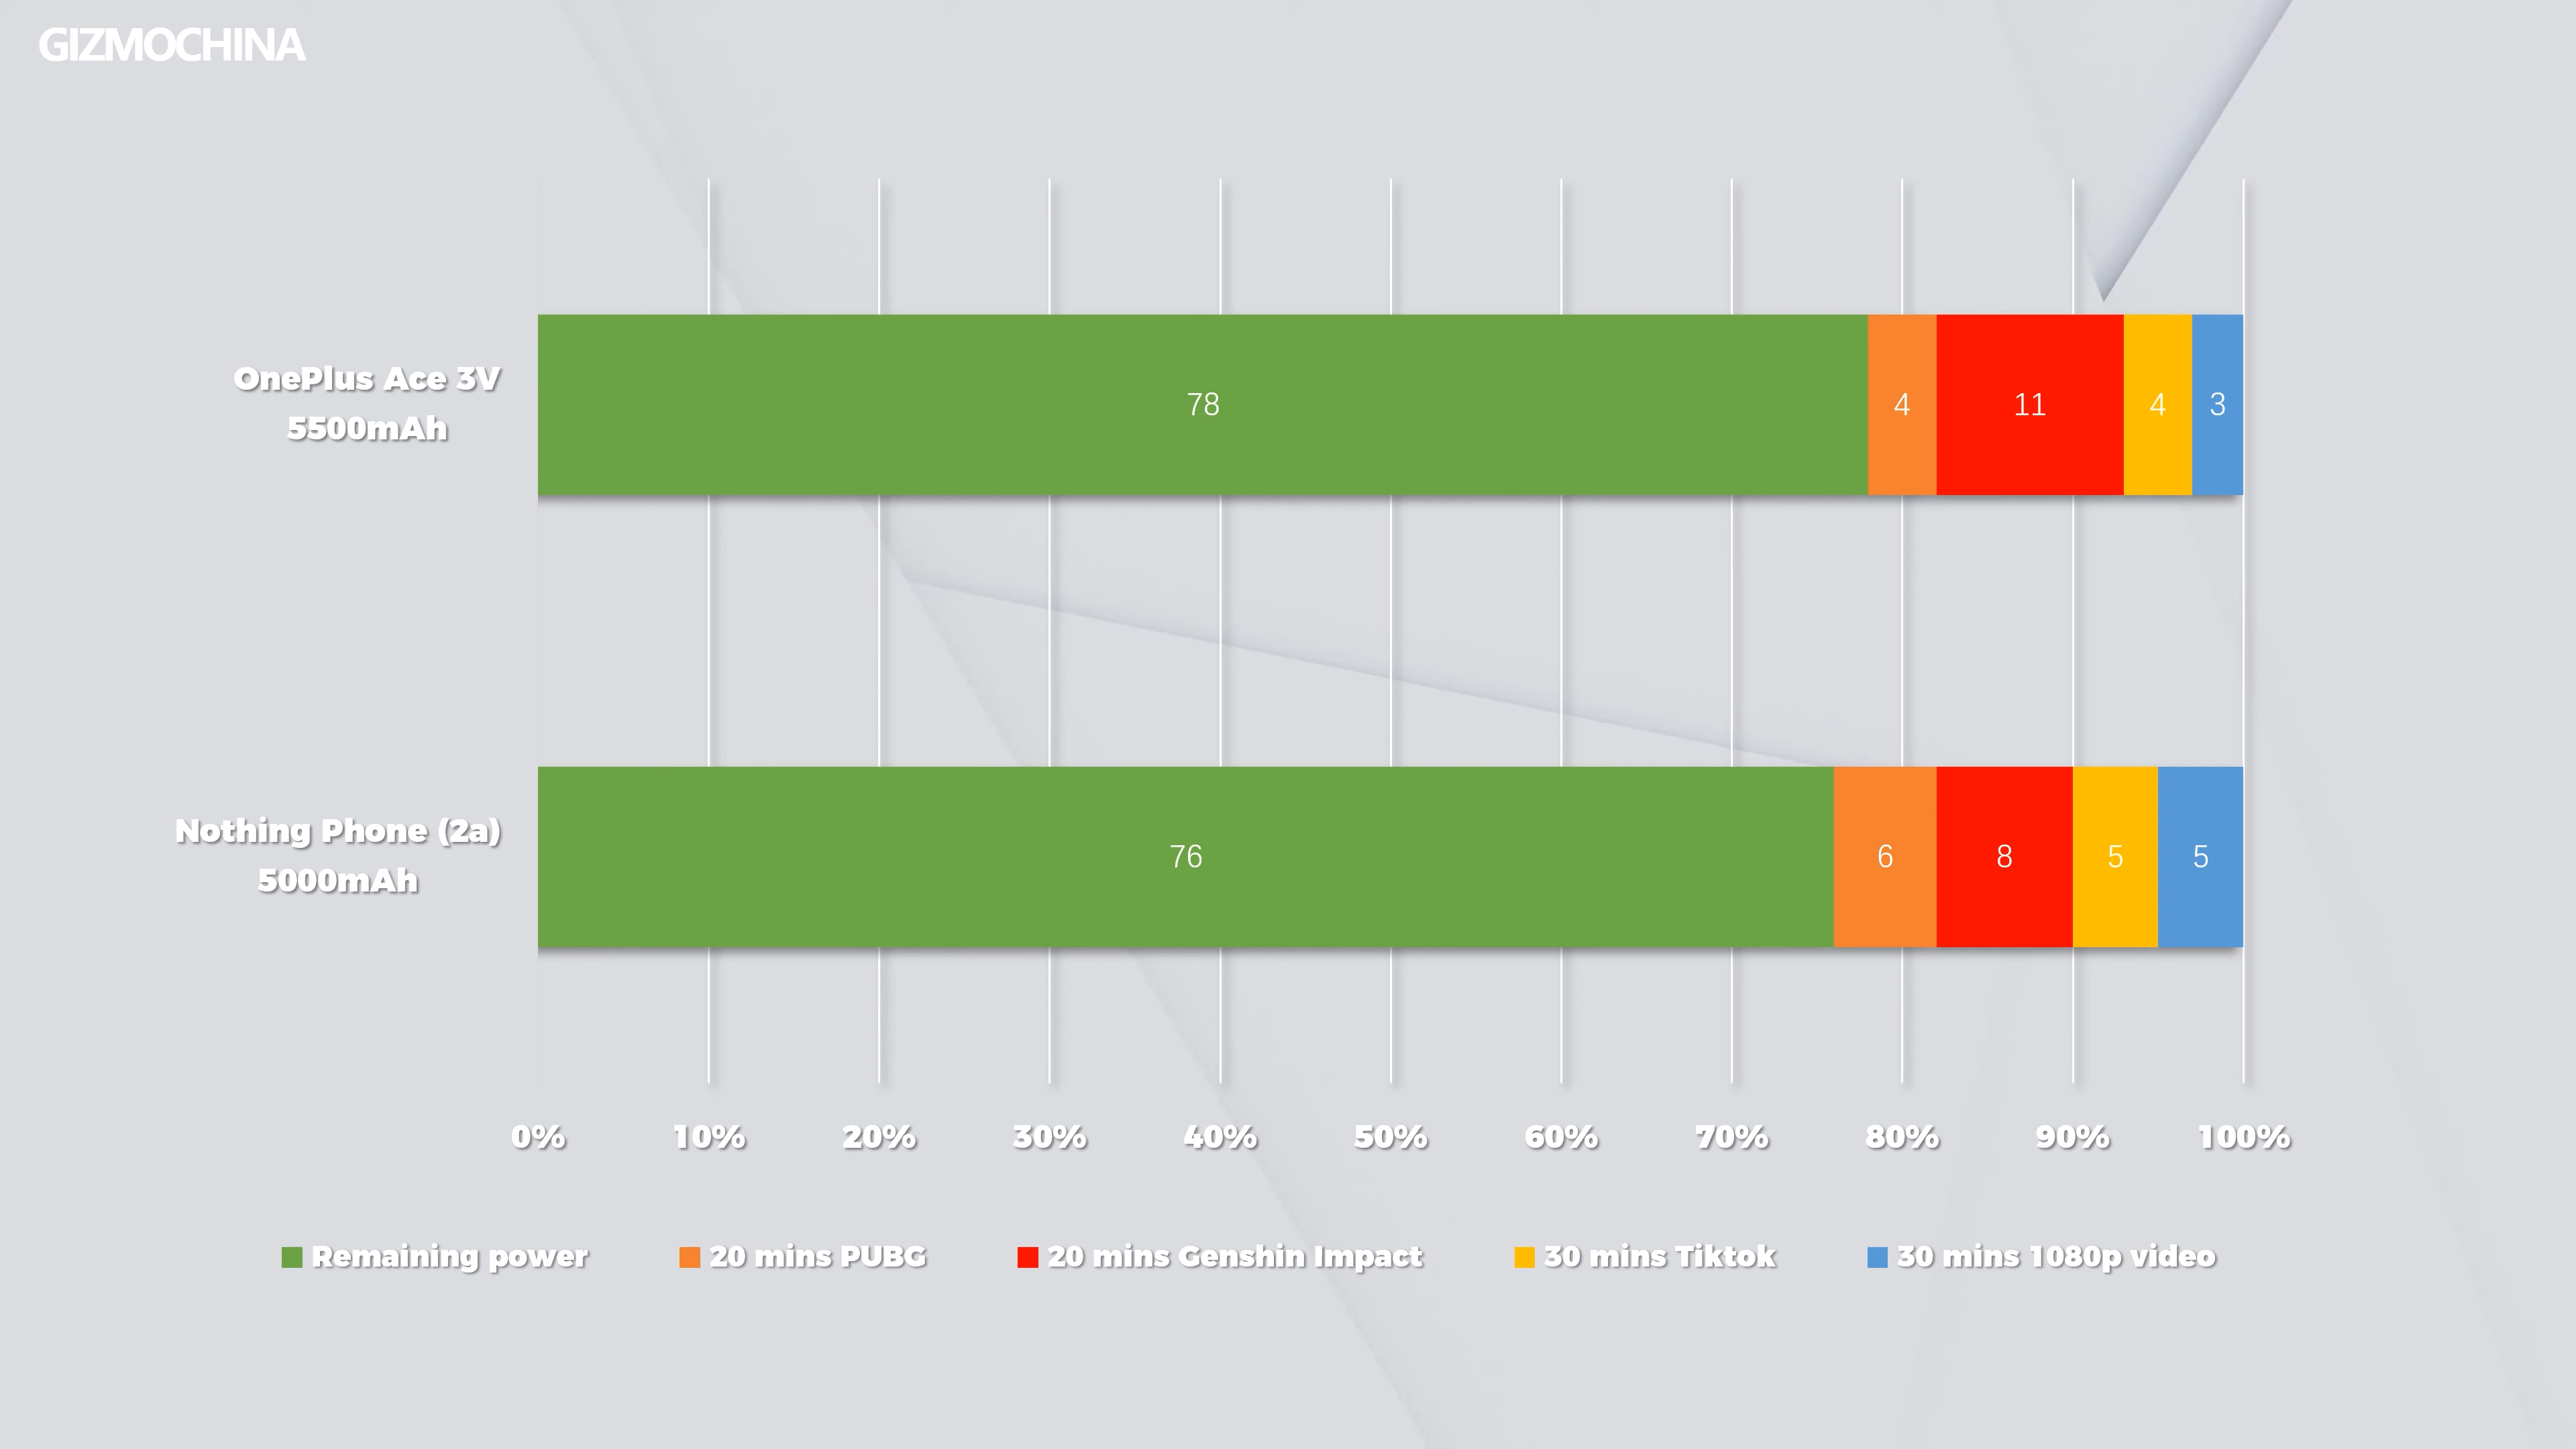 GIZMOCHINA
OnePlus Ace 3V
5500mAh
78
4
11
4
3
Nothing Phone (2a)
5000mAh
76
6
8
5
5
0% 10% 20% 30% 40% 50% 60% 70% 80% 90% 100%
Remaining power 20 mins PUBG 20 mins Genshin Impact 30 mins Tiktok 30 mins 1080p video